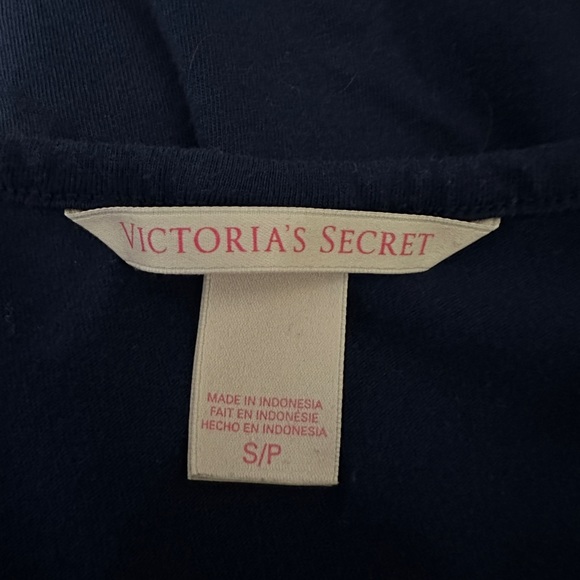 VICTORIA'S SECRET
MADE IN INDONESIA
FAIT EN INDONÉSIE
HECHO EN INDONESIA
S/P